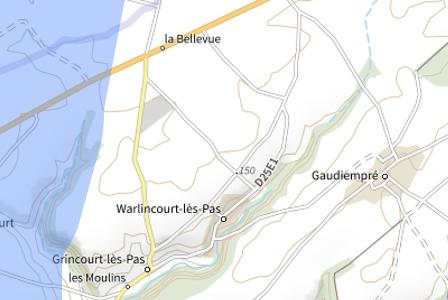 la Bellevue
150
D25E1
Gaudiempré
Warlincourt-lès-Pas
urt
Grincourt-lès-Pas
les Moulins